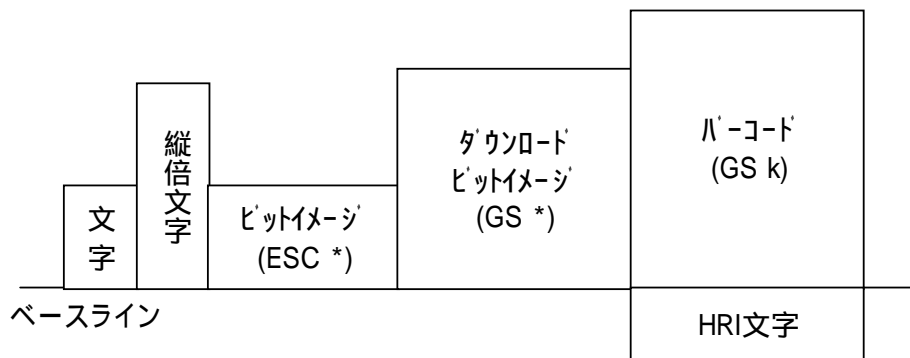 文
字
縦
倍
文
字
ビットイメージ
(ESC *)
ダウンロード
ビットイメージ
(GS *)
バーコード
(GS k)
ベースライン
HRI文字